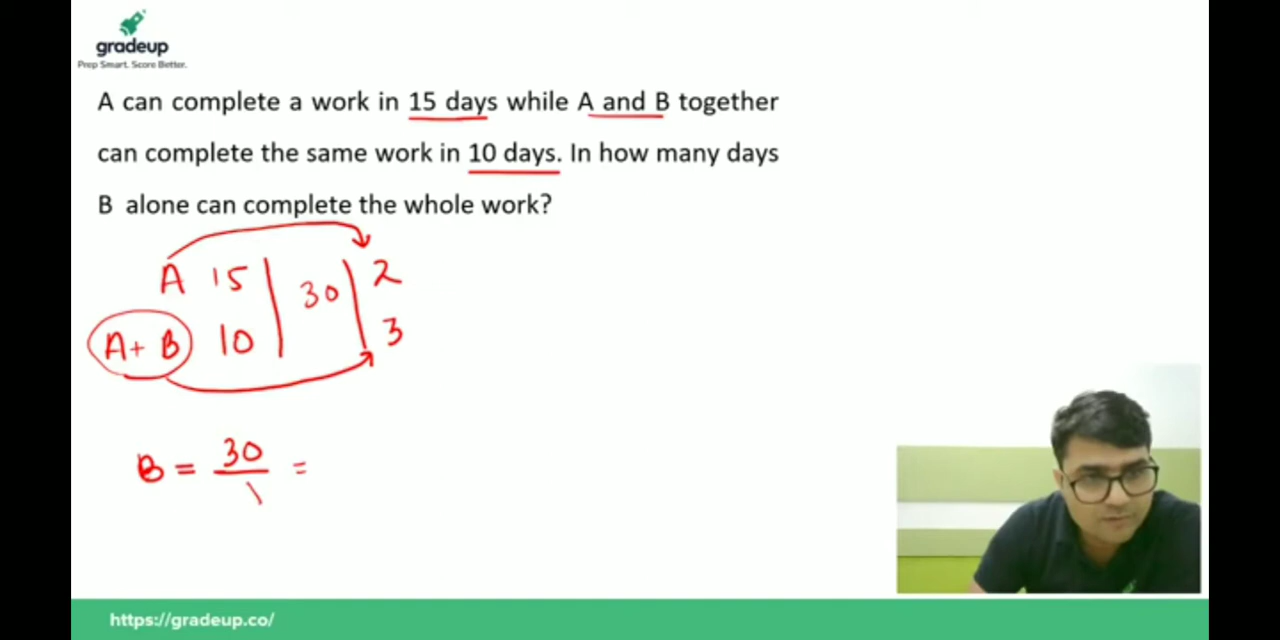 gradeup
Prep Smart. Score Better.
A can complete a work in 15 days while A and B together
can complete the same work in 10 days. In how many days
B alone can complete the whole work?
A 15 | 30 | 2
A+ B 10 | | 3
B = 30/1 =
https://gradeup.co/